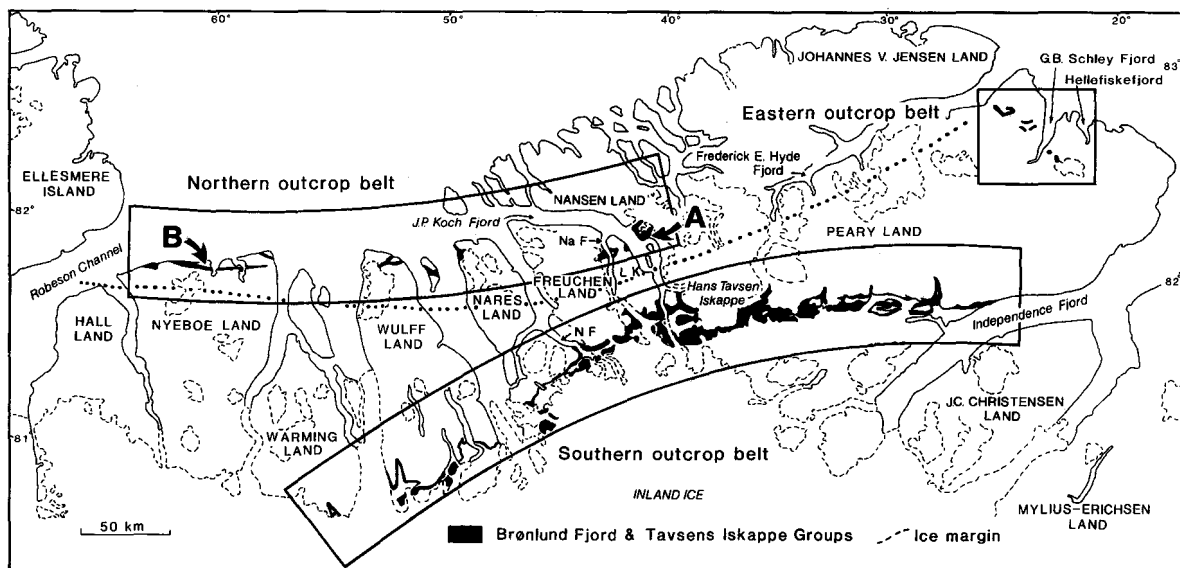 60°
50°
40°
30°
20°
JOHANNES V. JENSEN LAND
G.B. Schley Fjord
83°
Hellefiskefjord
Eastern outcrop belt
ELLESMERE
ISLAND
Northern outcrop belt
Frederick E. Hyde
Fjord
NANSEN LAND
82°
J.P. Koch Fjord
A
B
Na F
PEARY LAND
Robeson Channel
L K
FREUCHEN
LAND
Hans Tavsen
Iskappe
82°
NARES
LAND
HALL
LAND
NYEBOE LAND
WULFF
LAND
Independence Fjord
N F
81°
WARMING
LAND
J.C. CHRISTENSEN
LAND
Southern outcrop belt
INLAND ICE
MYLIUS-ERICHSEN
LAND
50 km
Brønlund Fjord & Tavsens Iskappe Groups
Ice margin